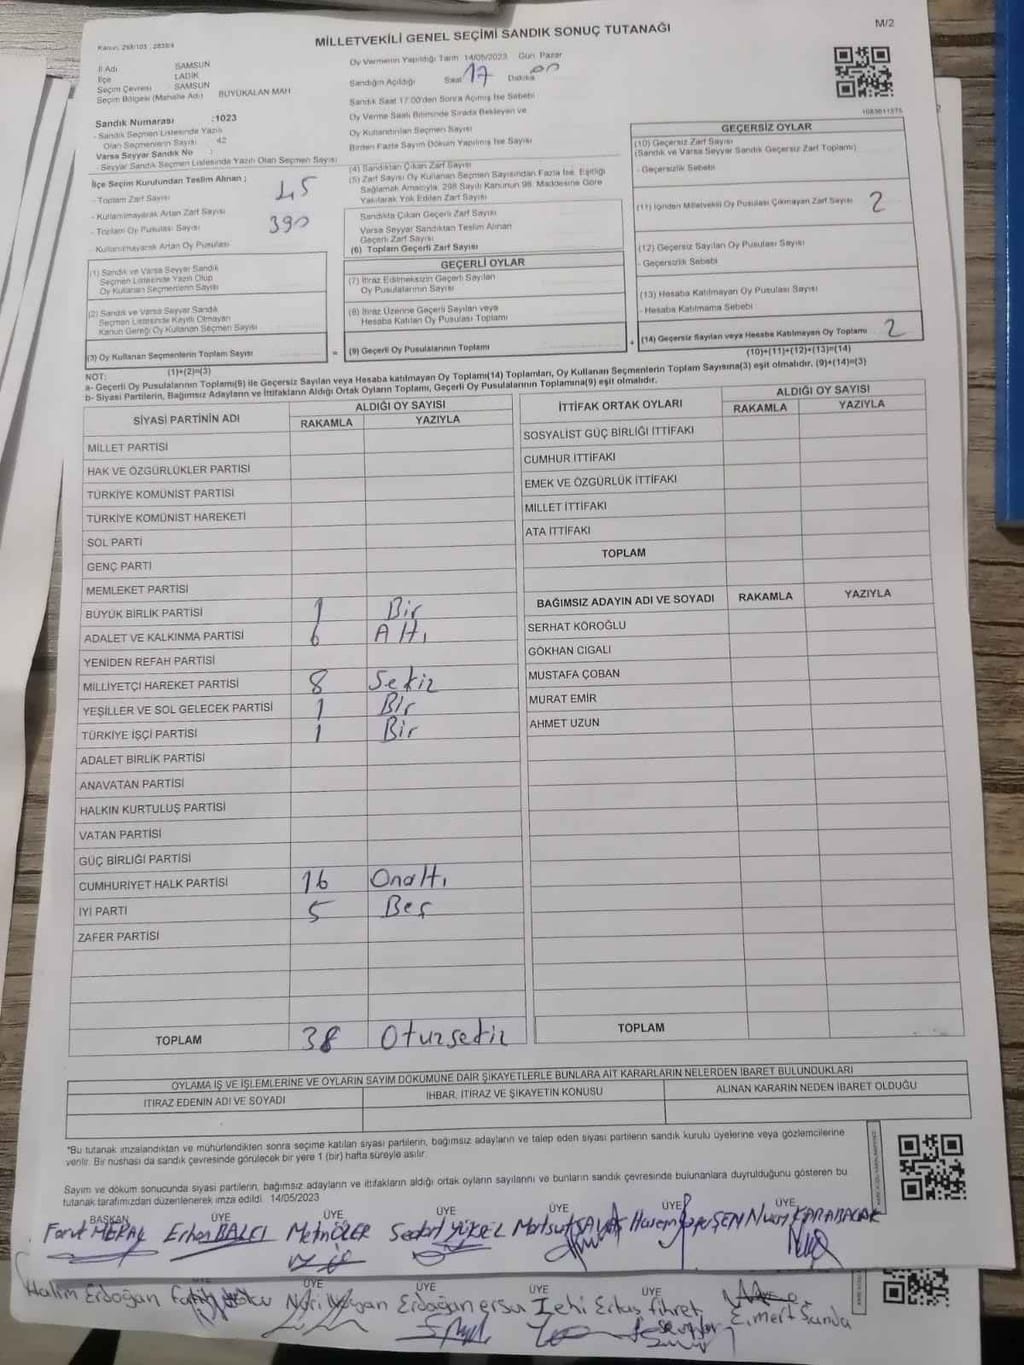 Kanun: 298/105 , 2839/4
MİLLETVEKİLİ GENEL SEÇİMİ SANDIK SONUÇ TUTANAĞI
M/2
İl Adı SAMSUN
İlçe LADİK
Seçim Çevresi SAMSUN
Seçim Bölgesi (Mahalle Adı) BÜYÜKALAN MAH
Sandık Numarası :1023
- Sandık Seçmen Listesinde Yazılı
Olan Seçmenlerin Sayısı : 42
Varsa Seyyar Sandık No :
- Seyyar Sandık Seçmen Listesinde Yazılı Olan Seçmen Sayısı
İlçe Seçim Kurulundan Teslim Alınan ;
- Toplam Zarf Sayısı 45
- Kullanılmayarak Artan Zarf Sayısı
- Toplam Oy Pusulası Sayısı 390
- Kullanılmayarak Artan Oy Pusulası
(1) Sandık ve Varsa Seyyar Sandık
Seçmen Listesinde Yazılı Olup
Oy Kullanan Seçmenlerin Sayısı
(2) Sandık ve Varsa Seyyar Sandık
Seçmen Listesinde Kayıtlı Olmayan
Kanun Gereği Oy Kullanan Seçmen Sayısı
(3) Oy Kullanan Seçmenlerin Toplam Sayısı =
(1)+(2)=(3)
Oy Vermenin Yapıldığı Tarih 14/05/2023 Gün Pazar
Sandığın Açıldığı Saat 17 Dakika 00
Sandık Saat 17:00'den Sonra Açılmış İse Sebebi
Oy Verme Saati Bitiminde Sırada Bekleyen ve
Oy Kullandırılan Seçmen Sayısı
Birden Fazla Sayım Döküm Yapılmış İse Sayısı
(4) Sandıktan Çıkan Zarf Sayısı
(5) Zarf Sayısı Oy Kullanan Seçmen Sayısından Fazla İse, Eşitliği
Sağlamak Amacıyla, 298 Sayılı Kanunun 98. Maddesine Göre
Yakılarak Yok Edilen Zarf Sayısı
Sandıkta Çıkan Geçerli Zarf Sayısı
Varsa Seyyar Sandıktan Teslim Alınan
Geçerli Zarf Sayısı
(6) Toplam Geçerli Zarf Sayısı
GEÇERLİ OYLAR
(7) İtiraz Edilmeksizin Geçerli Sayılan
Oy Pusulalarının Sayısı
(8) İtiraz Üzerine Geçerli Sayılan veya
Hesaba Katılan Oy Pusulası Toplamı
(9) Geçerli Oy Pusulalarının Toplamı +
1083011375
GEÇERSİZ OYLAR
(10) Geçersiz Zarf Sayısı
(Sandık ve Varsa Seyyar Sandık Geçersiz Zarf Toplamı)
- Geçersizlik Sebebi
(11) İçinden Milletvekili Oy Pusulası Çıkmayan Zarf Sayısı 2
(12) Geçersiz Sayılan Oy Pusulası Sayısı
- Geçersizlik Sebebi
(13) Hesaba Katılmayan Oy Pusulası Sayısı
- Hesaba Katılmama Sebebi
(14) Geçersiz Sayılan veya Hesaba Katılmayan Oy Toplamı 2
(10)+(11)+(12)+(13)=(14)
NOT:
a- Geçerli Oy Pusulalarının Toplamı(9) ile Geçersiz Sayılan veya Hesaba katılmayan Oy Toplamı(14) Toplamları, Oy Kullanan Seçmenlerin Toplam Sayısına(3) eşit olmalıdır. (9)+(14)=(3)
b- Siyasi Partilerin, Bağımsız Adayların ve İttifakların Aldığı Ortak Oyların Toplamı, Geçerli Oy Pusulalarının Toplamına(9) eşit olmalıdır.
SİYASİ PARTİNİN ADI ALDIĞI OY SAYISI
RAKAMLA YAZIYLA
MİLLET PARTİSİ
HAK VE ÖZGÜRLÜKLER PARTİSİ
TÜRKİYE KOMÜNİST PARTİSİ
TÜRKİYE KOMÜNİST HAREKETİ
SOL PARTİ
GENÇ PARTİ
MEMLEKET PARTİSİ
BÜYÜK BİRLİK PARTİSİ 1 Bir
ADALET VE KALKINMA PARTİSİ 6 Altı
YENİDEN REFAH PARTİSİ
MİLLİYETÇİ HAREKET PARTİSİ 8 Sekiz
YEŞİLLER VE SOL GELECEK PARTİSİ 1 Bir
TÜRKİYE İŞÇİ PARTİSİ 1 Bir
ADALET BİRLİK PARTİSİ
ANAVATAN PARTİSİ
HALKIN KURTULUŞ PARTİSİ
VATAN PARTİSİ
GÜÇ BİRLİĞİ PARTİSİ
CUMHURİYET HALK PARTİSİ 16 Onaltı
İYİ PARTİ 5 Beş
ZAFER PARTİSİ
TOPLAM 38 Otuzsekiz
İTTİFAK ORTAK OYLARI ALDIĞI OY SAYISI
RAKAMLA YAZIYLA
SOSYALİST GÜÇ BİRLİĞİ İTTİFAKI
CUMHUR İTTİFAKI
EMEK VE ÖZGÜRLÜK İTTİFAKI
MİLLET İTTİFAKI
ATA İTTİFAKI
TOPLAM
BAĞIMSIZ ADAYIN ADI VE SOYADI RAKAMLA YAZIYLA
SERHAT KÖROĞLU
GÖKHAN CIGALI
MUSTAFA ÇOBAN
MURAT EMİR
AHMET UZUN
TOPLAM
OYLAMA İŞ VE İŞLEMLERİNE VE OYLARIN SAYIM DÖKÜMÜNE DAİR ŞİKAYETLERLE BUNLARA AİT KARARLARIN NELERDEN İBARET BULUNDUKLARI
İTİRAZ EDENİN ADI VE SOYADI İHBAR, İTİRAZ VE ŞİKAYETİN KONUSU ALINAN KARARIN NEDEN İBARET OLDUĞU
"Bu tutanak imzalandıktan ve mühürlendikten sonra seçime katılan siyasi partilerin, bağımsız adayların ve talep eden siyasi partilerin sandık kurulu üyelerine veya gözlemcilerine
verilir. Bir nüshası da sandık çevresinde görülecek bir yere 1 (bir) hafta süreyle asılır.
Sayım ve döküm sonucunda siyasi partilerin, bağımsız adayların ve ittifakların aldığı ortak oyların sayılarını ve bunların sandık çevresinde bulunanlara duyrulduğunu gösteren bu
tutanak tarafımızdan düzenlenerek imza edildi. 14/05/2023
BAŞKAN ÜYE ÜYE ÜYE ÜYE ÜYE ÜYE
Faruk MERAL Erhan BALCI Metin ÖLER Sedat YÜKSEL Maksut SAVAŞ Harem ŞEN Nuri KARABACAK
ÜYE ÜYE ÜYE ÜYE ÜYE
Halim Erdoğan Fatih Nuri Erdoğan ersu Zeki Ertaş fikret E.mert Sunda